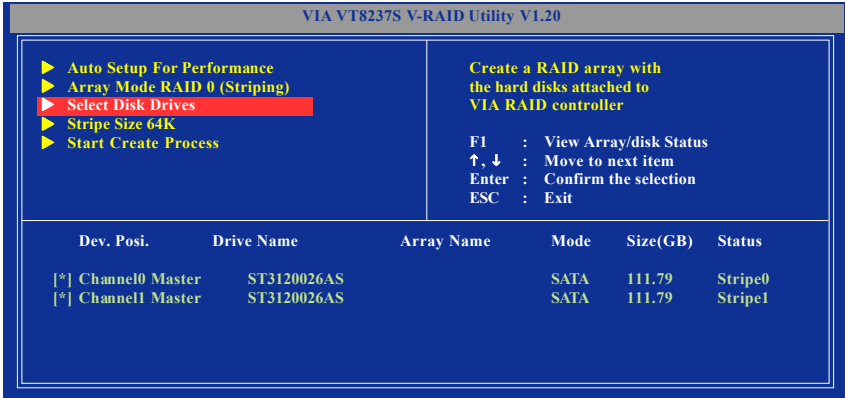 VIA VT8237S V-RAID Utility V1.20
Auto Setup For Performance
Array Mode RAID 0 (Striping)
Select Disk Drives
Stripe Size 64K
Start Create Process
Create a RAID array with
the hard disks attached to
VIA RAID controller
F1 : View Array/disk Status
↑, ↓ : Move to next item
Enter : Confirm the selection
ESC : Exit
Dev. Posi. Drive Name Array Name Mode Size(GB) Status
[*] Channel0 Master ST3120026AS SATA 111.79 Stripe0
[*] Channel1 Master ST3120026AS SATA 111.79 Stripe1